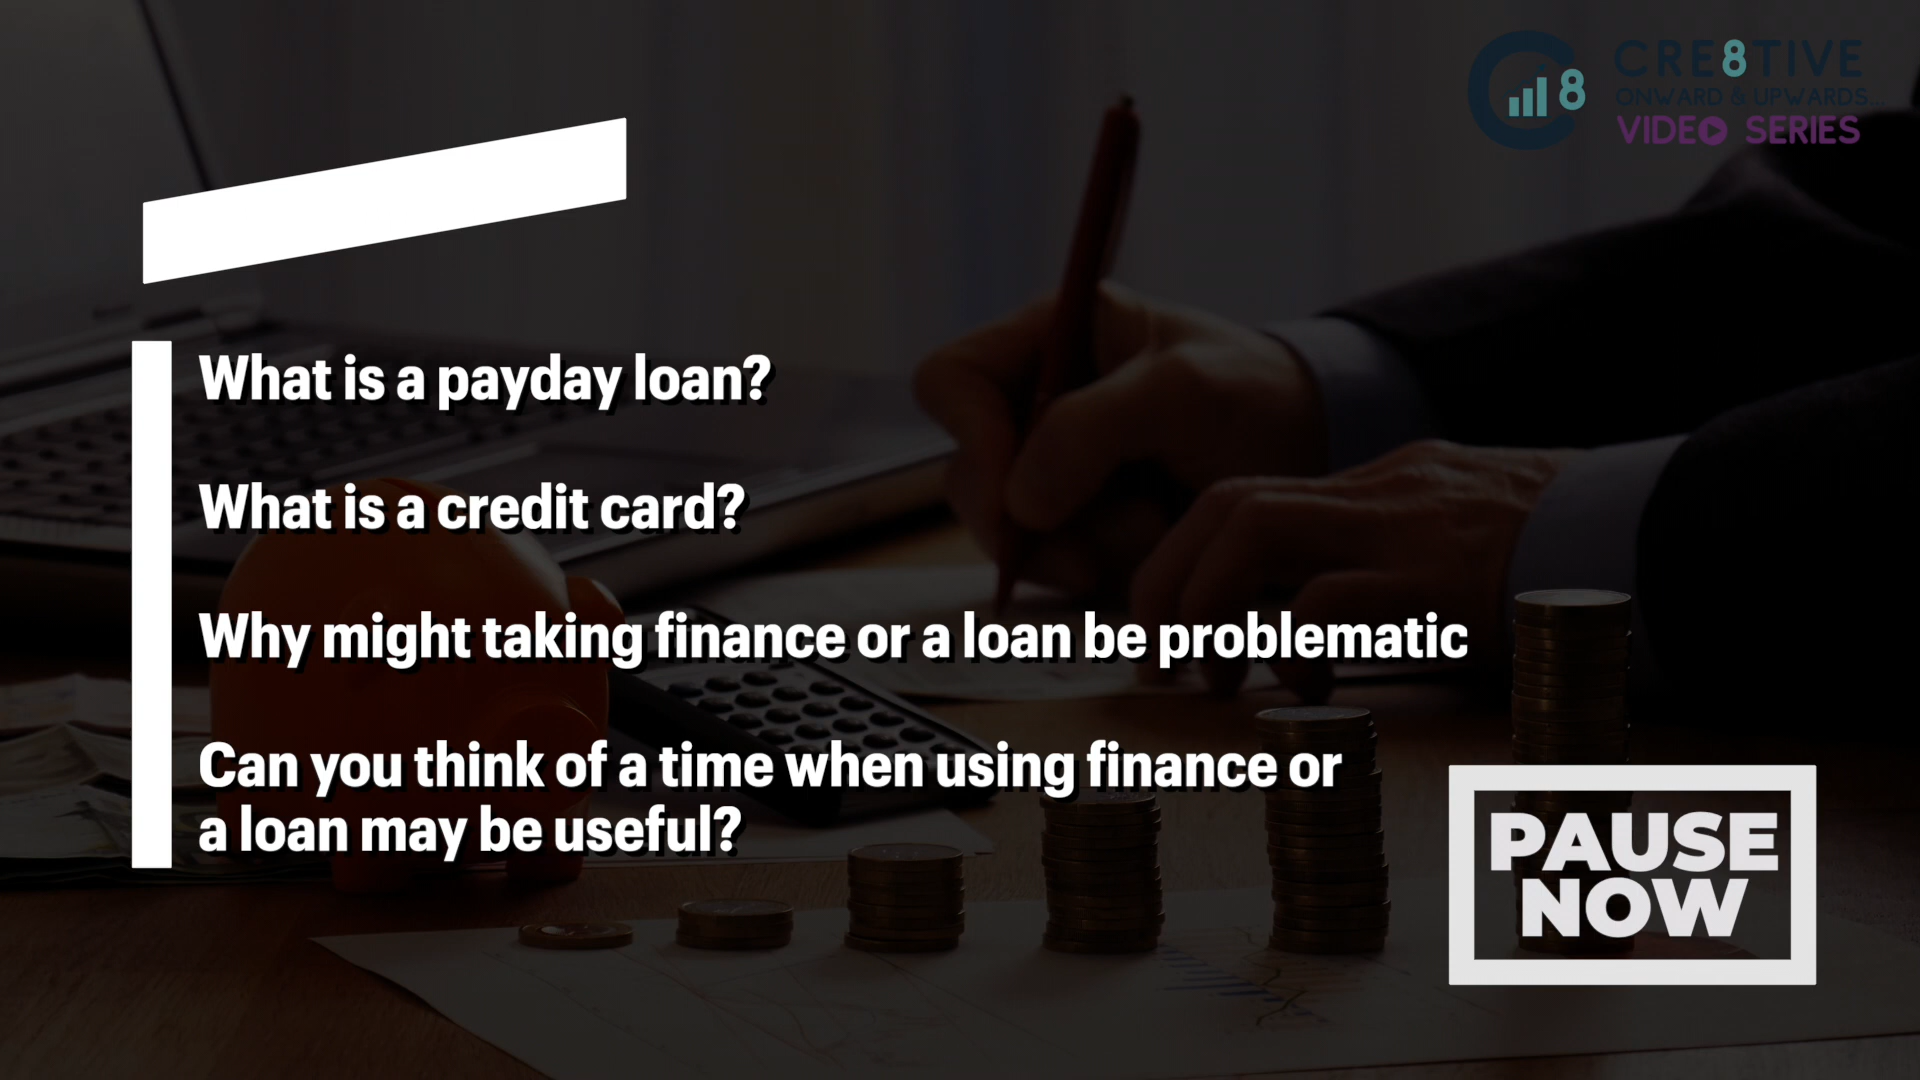 8
CRE8TIVE
ONWARD & UPWARDS...
VIDEO SERIES
What is a payday loan?
What is a credit card?
Why might taking finance or a loan be problematic
Can you think of a time when using finance or
a loan may be useful?
PAUSE
NOW